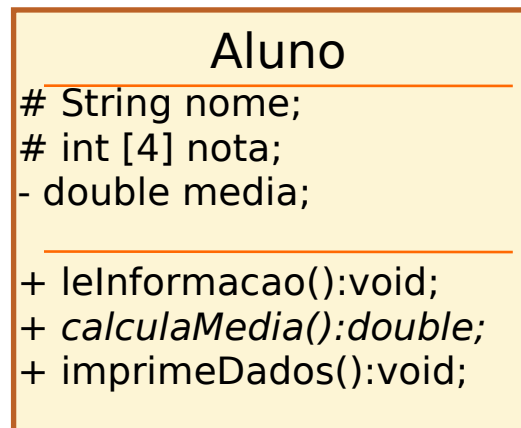 Aluno
# String nome;
# int [4] nota;
- double media;
+ leInformacao():void;
+ calculaMedia():double;
+ imprimeDados():void;